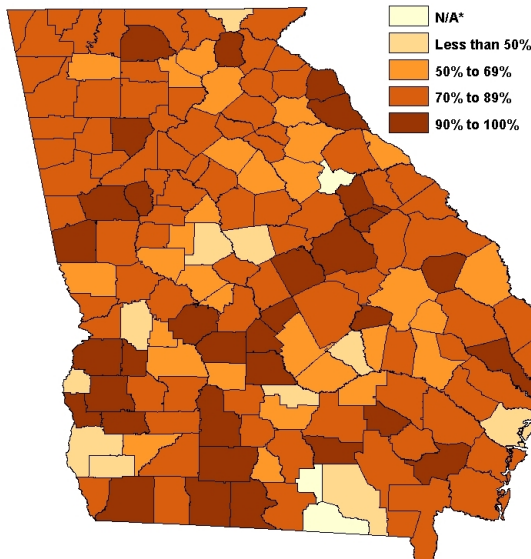 N/A*
Less than 50%
50% to 69%
70% to 89%
90% to 100%